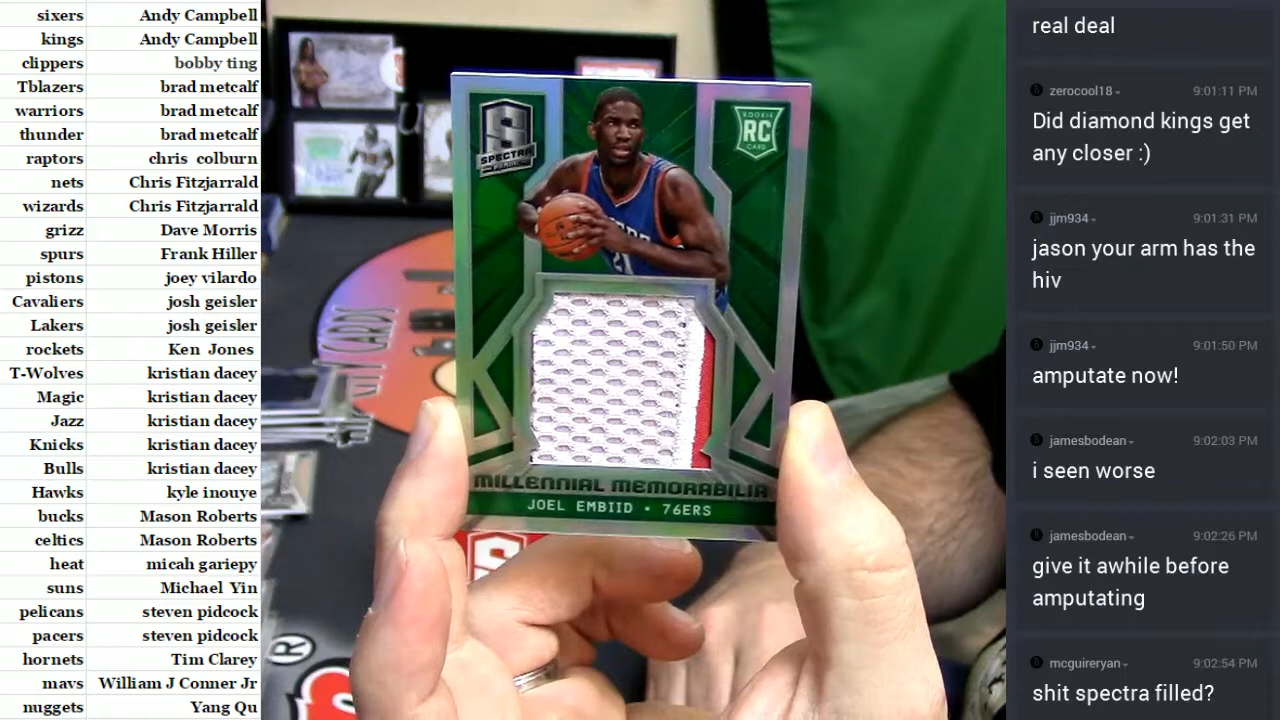 sixers Andy Campbell
kings Andy Campbell
clippers bobby ting
Tblazers brad metcalf
warriors brad metcalf
thunder brad metcalf
raptors chris colburn
nets Chris Fitzjarrald
wizards Chris Fitzjarrald
grizz Dave Morris
spurs Frank Hiller
pistons joey vilardo
Cavaliers josh geisler
Lakers josh geisler
rockets Ken Jones
T-Wolves kristian dacey
Magic kristian dacey
Jazz kristian dacey
Knicks kristian dacey
Bulls kristian dacey
Hawks kyle inouye
bucks Mason Roberts
celtics Mason Roberts
heat micah gariepy
suns Michael Yin
pelicans steven pidcock
pacers steven pidcock
hornets Tim Clarey
mavs William J Conner Jr
nuggets Yang Qu
S
SPECTRA
ROOKIE
RC
CARD
21
MILLENNIAL MEMORABILIA
JOEL EMBIID • 76ERS
CARDS
®
real deal
zerocool18 9:01:11 PM
Did diamond kings get
any closer :)
jjm934 9:01:31 PM
jason your arm has the
hiv
jjm934 9:01:50 PM
amputate now!
jamesbodean 9:02:03 PM
i seen worse
jamesbodean 9:02:26 PM
give it awhile before
amputating
mcguireryan 9:02:54 PM
shit spectra filled?